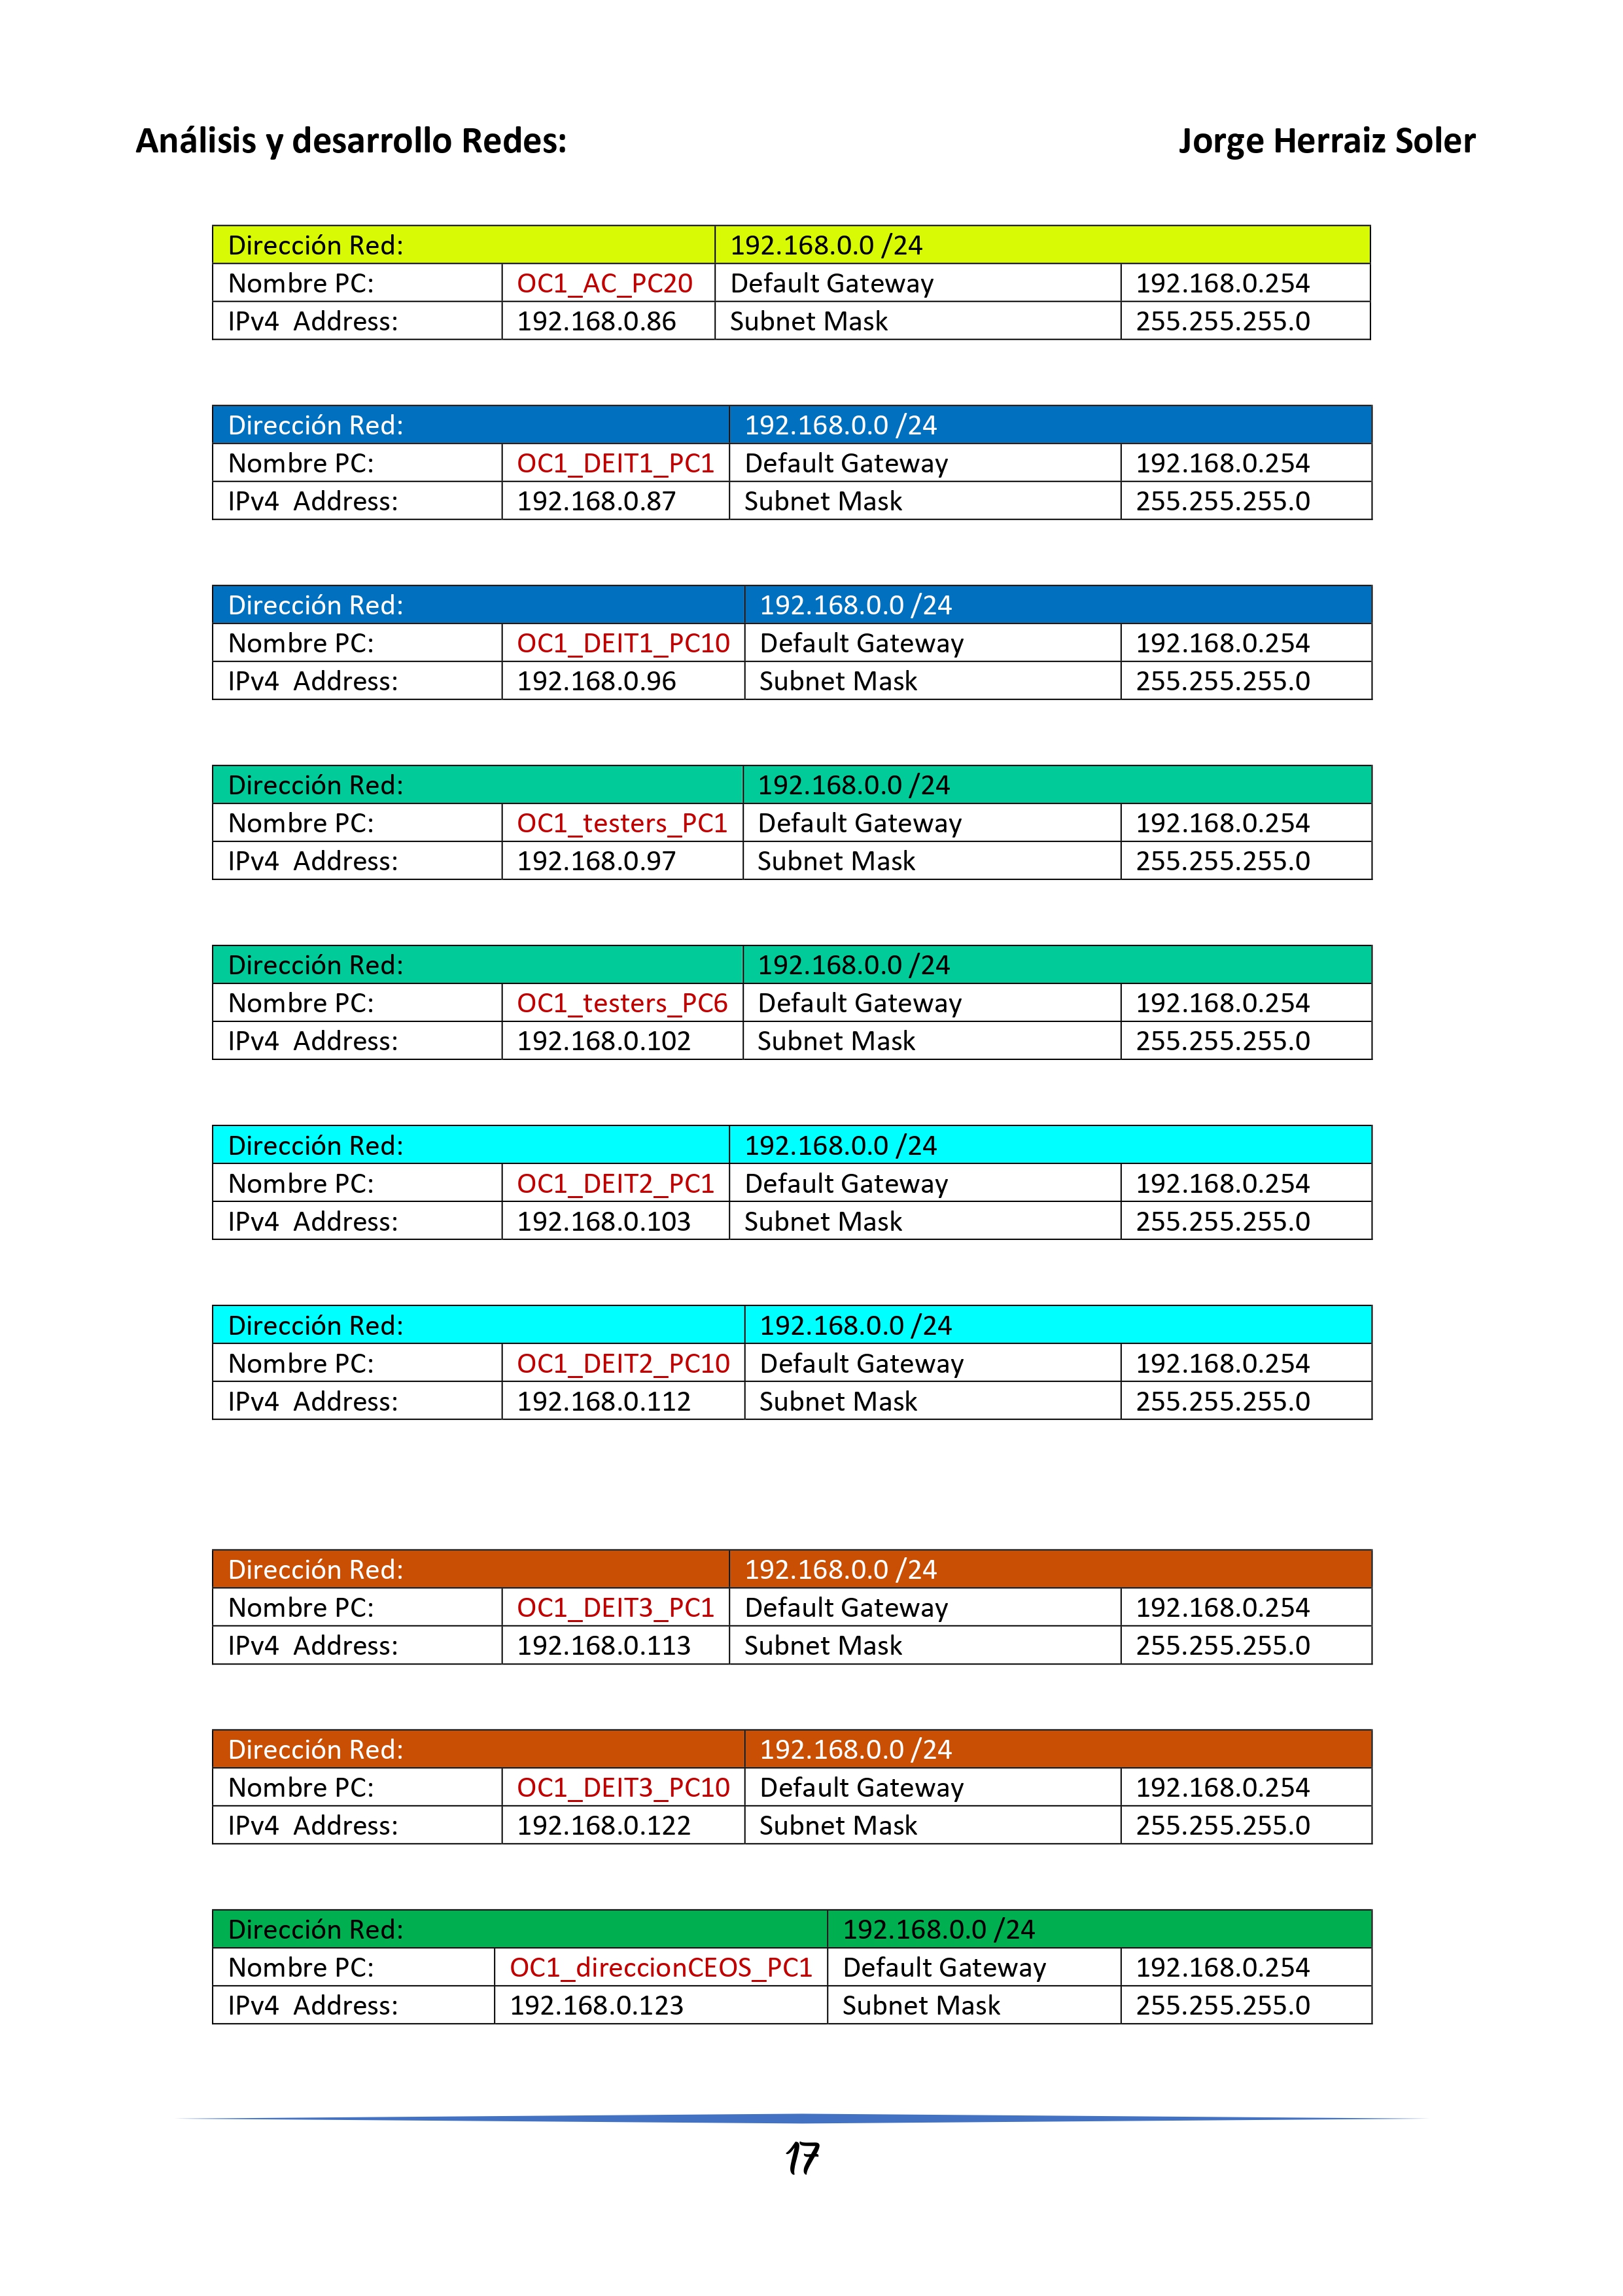 Análisis y desarrollo Redes: Jorge Herraiz Soler
Dirección Red: 192.168.0.0 /24
Nombre PC: OC1_AC_PC20 Default Gateway 192.168.0.254
IPv4 Address: 192.168.0.86 Subnet Mask 255.255.255.0
Dirección Red: 192.168.0.0 /24
Nombre PC: OC1_DEIT1_PC1 Default Gateway 192.168.0.254
IPv4 Address: 192.168.0.87 Subnet Mask 255.255.255.0
Dirección Red: 192.168.0.0 /24
Nombre PC: OC1_DEIT1_PC10 Default Gateway 192.168.0.254
IPv4 Address: 192.168.0.96 Subnet Mask 255.255.255.0
Dirección Red: 192.168.0.0 /24
Nombre PC: OC1_testers_PC1 Default Gateway 192.168.0.254
IPv4 Address: 192.168.0.97 Subnet Mask 255.255.255.0
Dirección Red: 192.168.0.0 /24
Nombre PC: OC1_testers_PC6 Default Gateway 192.168.0.254
IPv4 Address: 192.168.0.102 Subnet Mask 255.255.255.0
Dirección Red: 192.168.0.0 /24
Nombre PC: OC1_DEIT2_PC1 Default Gateway 192.168.0.254
IPv4 Address: 192.168.0.103 Subnet Mask 255.255.255.0
Dirección Red: 192.168.0.0 /24
Nombre PC: OC1_DEIT2_PC10 Default Gateway 192.168.0.254
IPv4 Address: 192.168.0.112 Subnet Mask 255.255.255.0
Dirección Red: 192.168.0.0 /24
Nombre PC: OC1_DEIT3_PC1 Default Gateway 192.168.0.254
IPv4 Address: 192.168.0.113 Subnet Mask 255.255.255.0
Dirección Red: 192.168.0.0 /24
Nombre PC: OC1_DEIT3_PC10 Default Gateway 192.168.0.254
IPv4 Address: 192.168.0.122 Subnet Mask 255.255.255.0
Dirección Red: 192.168.0.0 /24
Nombre PC: OC1_direccionCEOS_PC1 Default Gateway 192.168.0.254
IPv4 Address: 192.168.0.123 Subnet Mask 255.255.255.0
17